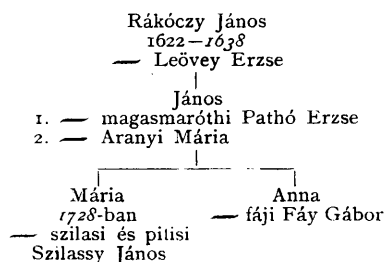 Rákóczy János
1622—1638
— Leövey Erzse
János
1. — magasmaróthi Pathó Erzse
2. — Aranyi Mária
Mária
1728-ban
— szilasi és pilisi
Szilassy János
Anna
— fáji Fáy Gábor